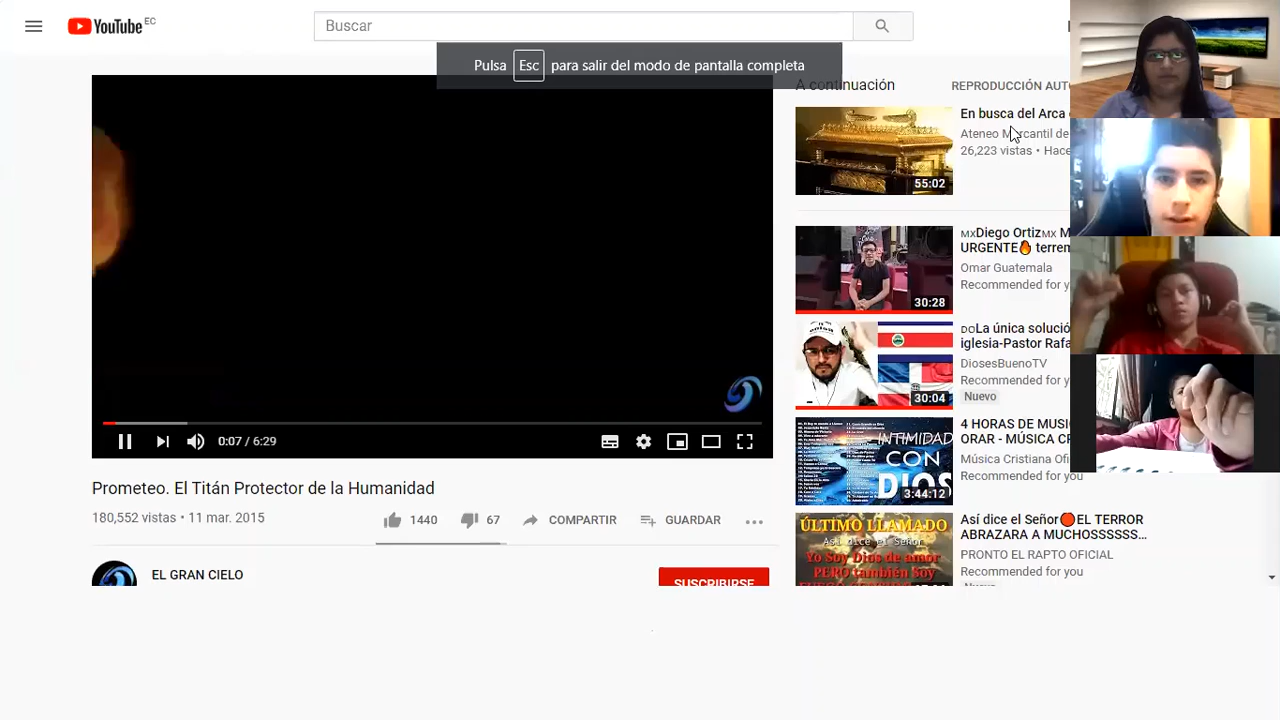 YouTube EC
Buscar
Pulsa Esc para salir del modo de pantalla completa
A continuación
REPRODUCCIÓN AUTO
En busca del Arca
Ateneo Mercantil de
26,223 vistas • Hace
55:02
MXDiego OrtizMX M
URGENTE🔥 terrem
Omar Guatemala
Recommended for y
30:28
DOLa única solució
iglesia-Pastor Rafa
DiosesBuenoTV
Recommended for y
Nuevo
30:04
4 HORAS DE MUSI
ORAR - MÚSICA CR
Música Cristiana Ofi
Recommended for you
INTIMIDAD
CON
DIOS
3:44:12
Así dice el Señor🔴EL TERROR
ABRAZARA A MUCHOSSSSSS...
PRONTO EL RAPTO OFICIAL
Recommended for you
ÚLTIMO LLAMADO
Así dice el Señor
Yo Soy Dios de amor
PERO también Soy
0:07 / 6:29
Prometeo. El Titán Protector de la Humanidad
180,552 vistas • 11 mar. 2015
1440
67
COMPARTIR
GUARDAR
EL GRAN CIELO
SUSCRIBIRSE